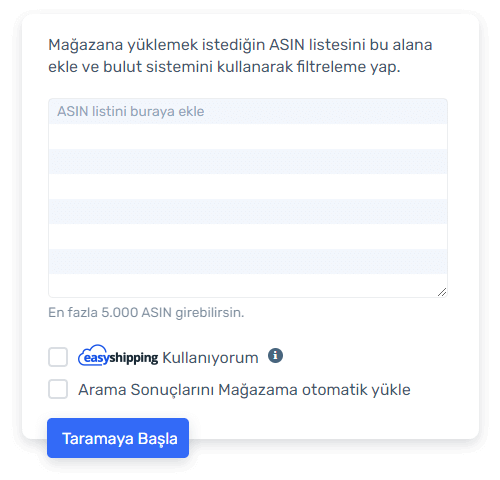 Mağazana yüklemek istediğin ASIN listesini bu alana
ekle ve bulut sistemini kullanarak filtreleme yap.
ASIN listini buraya ekle
En fazla 5.000 ASIN girebilirsin.
easyshipping Kullanıyorum i
Arama Sonuçlarını Mağazama otomatik yükle
Taramaya Başla